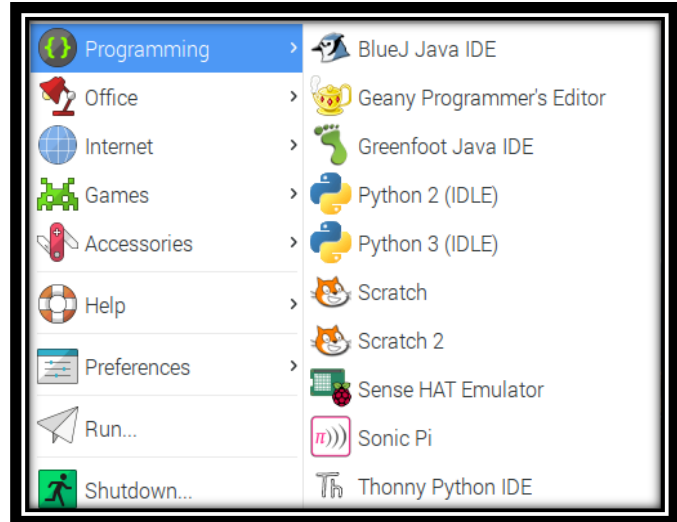 Programming
Office
Internet
Games
Accessories
Help
Preferences
Run...
Shutdown...
BlueJ Java IDE
Geany Programmer's Editor
Greenfoot Java IDE
Python 2 (IDLE)
Python 3 (IDLE)
Scratch
Scratch 2
Sense HAT Emulator
π)))
Sonic Pi
Th
Thonny Python IDE